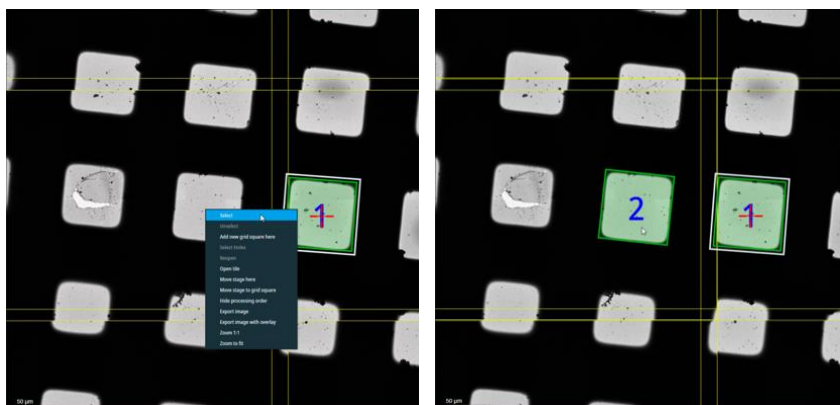 1
Select
Unselect
Add new grid square here
Select Holes
Reopen
Open tile
Move stage here
Move stage to grid square
Hide processing order
Export image
Export image with overlay
Zoom 1:1
Zoom to fit
50 µm
2
1
50 µm